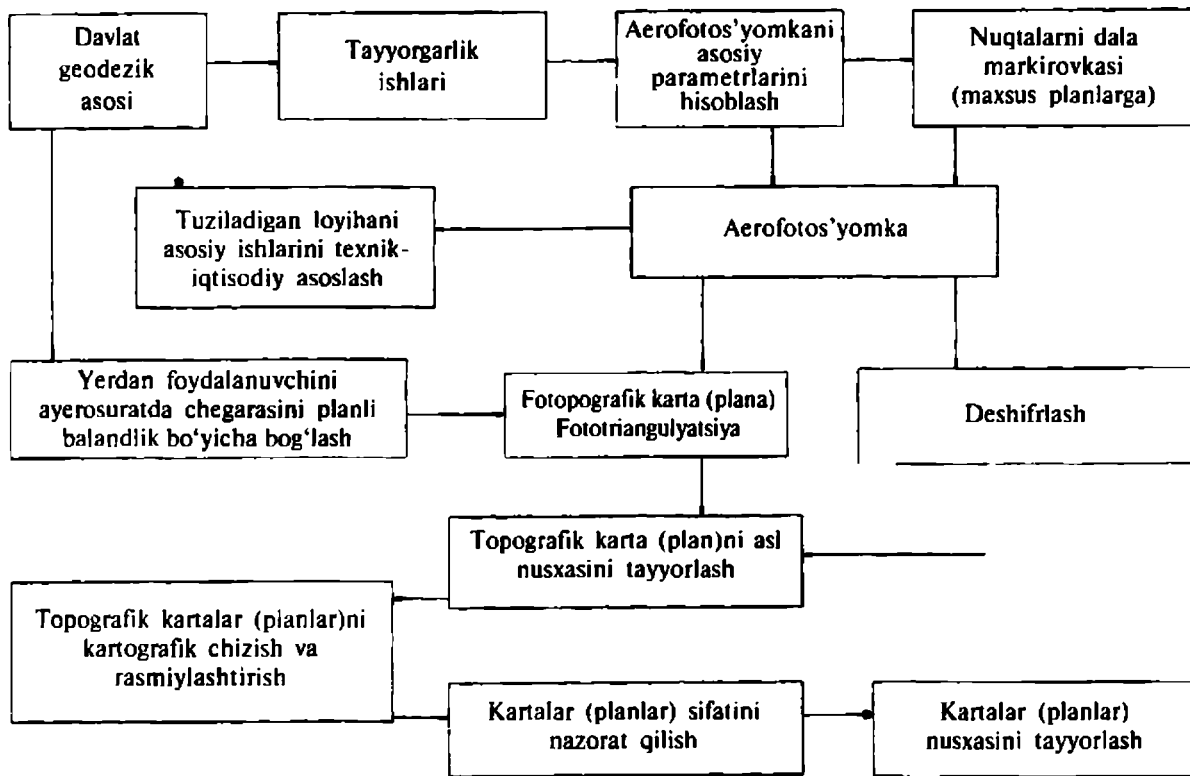 Davlat
geodezik
asosi
Tayyorgarlik
ishlari
Aerofotos'yomkani
asosiy
parametrlarini
hisoblash
Nuqtalarni dala
markirovkasi
(maxsus planlarga)
Tuziladigan loyihani
asosiy ishlarini texnik-
iqtisodiy asoslash
Aerofotos'yomka
Yerdan foydalanuvchini
ayerosuratda chegarasini planli
balandlik bo‘yicha bog‘lash
Fotopografik karta (plana)
Fototriangulyatsiya
Deshifrlash
Topografik karta (plan)ni asl
nusxasini tayyorlash
Topografik kartalar (planlar)ni
kartografik chizish va
rasmiylashtirish
Kartalar (planlar) sifatini
nazorat qilish
Kartalar (planlar)
nusxasini tayyorlash